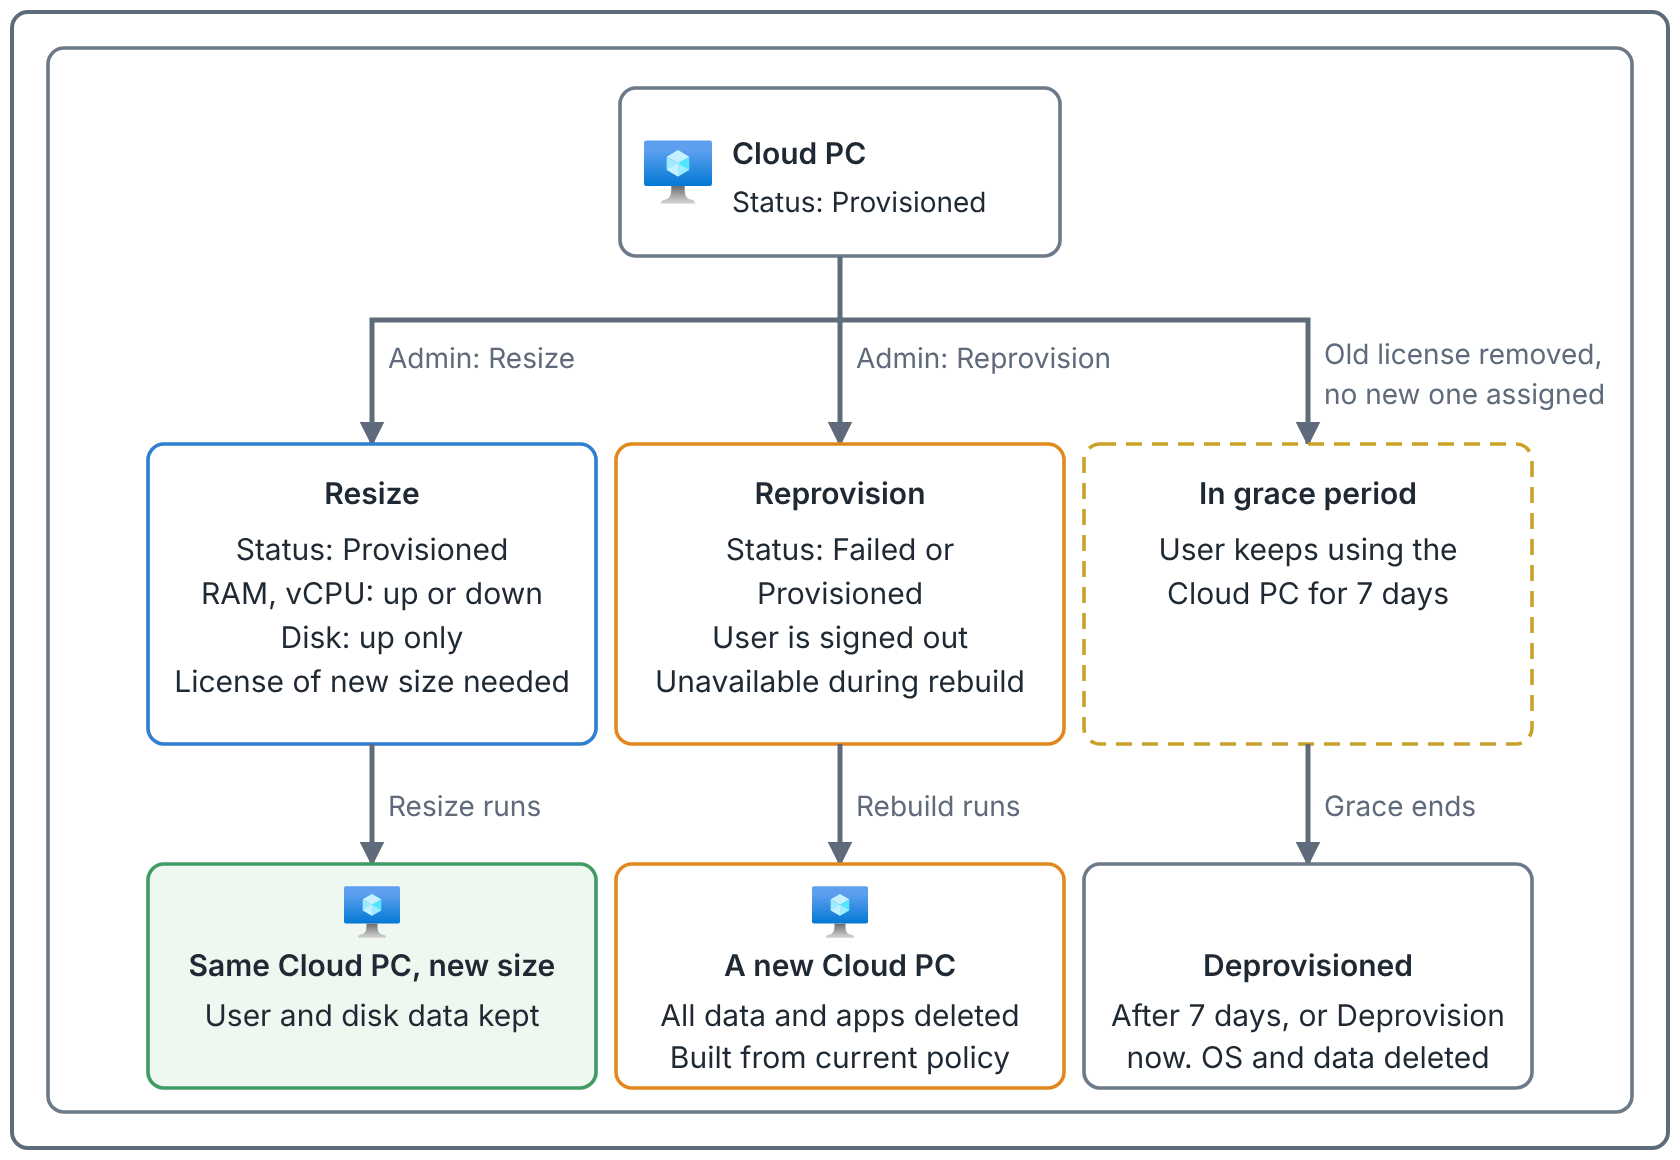 Cloud PC
Status: Provisioned
Admin: Resize
Admin: Reprovision
Old license removed,
no new one assigned
Resize
Status: Provisioned
RAM, vCPU: up or down
Disk: up only
License of new size needed
Reprovision
Status: Failed or
Provisioned
User is signed out
Unavailable during rebuild
In grace period
User keeps using the
Cloud PC for 7 days
Resize runs
Rebuild runs
Grace ends
Same Cloud PC, new size
User and disk data kept
A new Cloud PC
All data and apps deleted
Built from current policy
Deprovisioned
After 7 days, or Deprovision
now. OS and data deleted